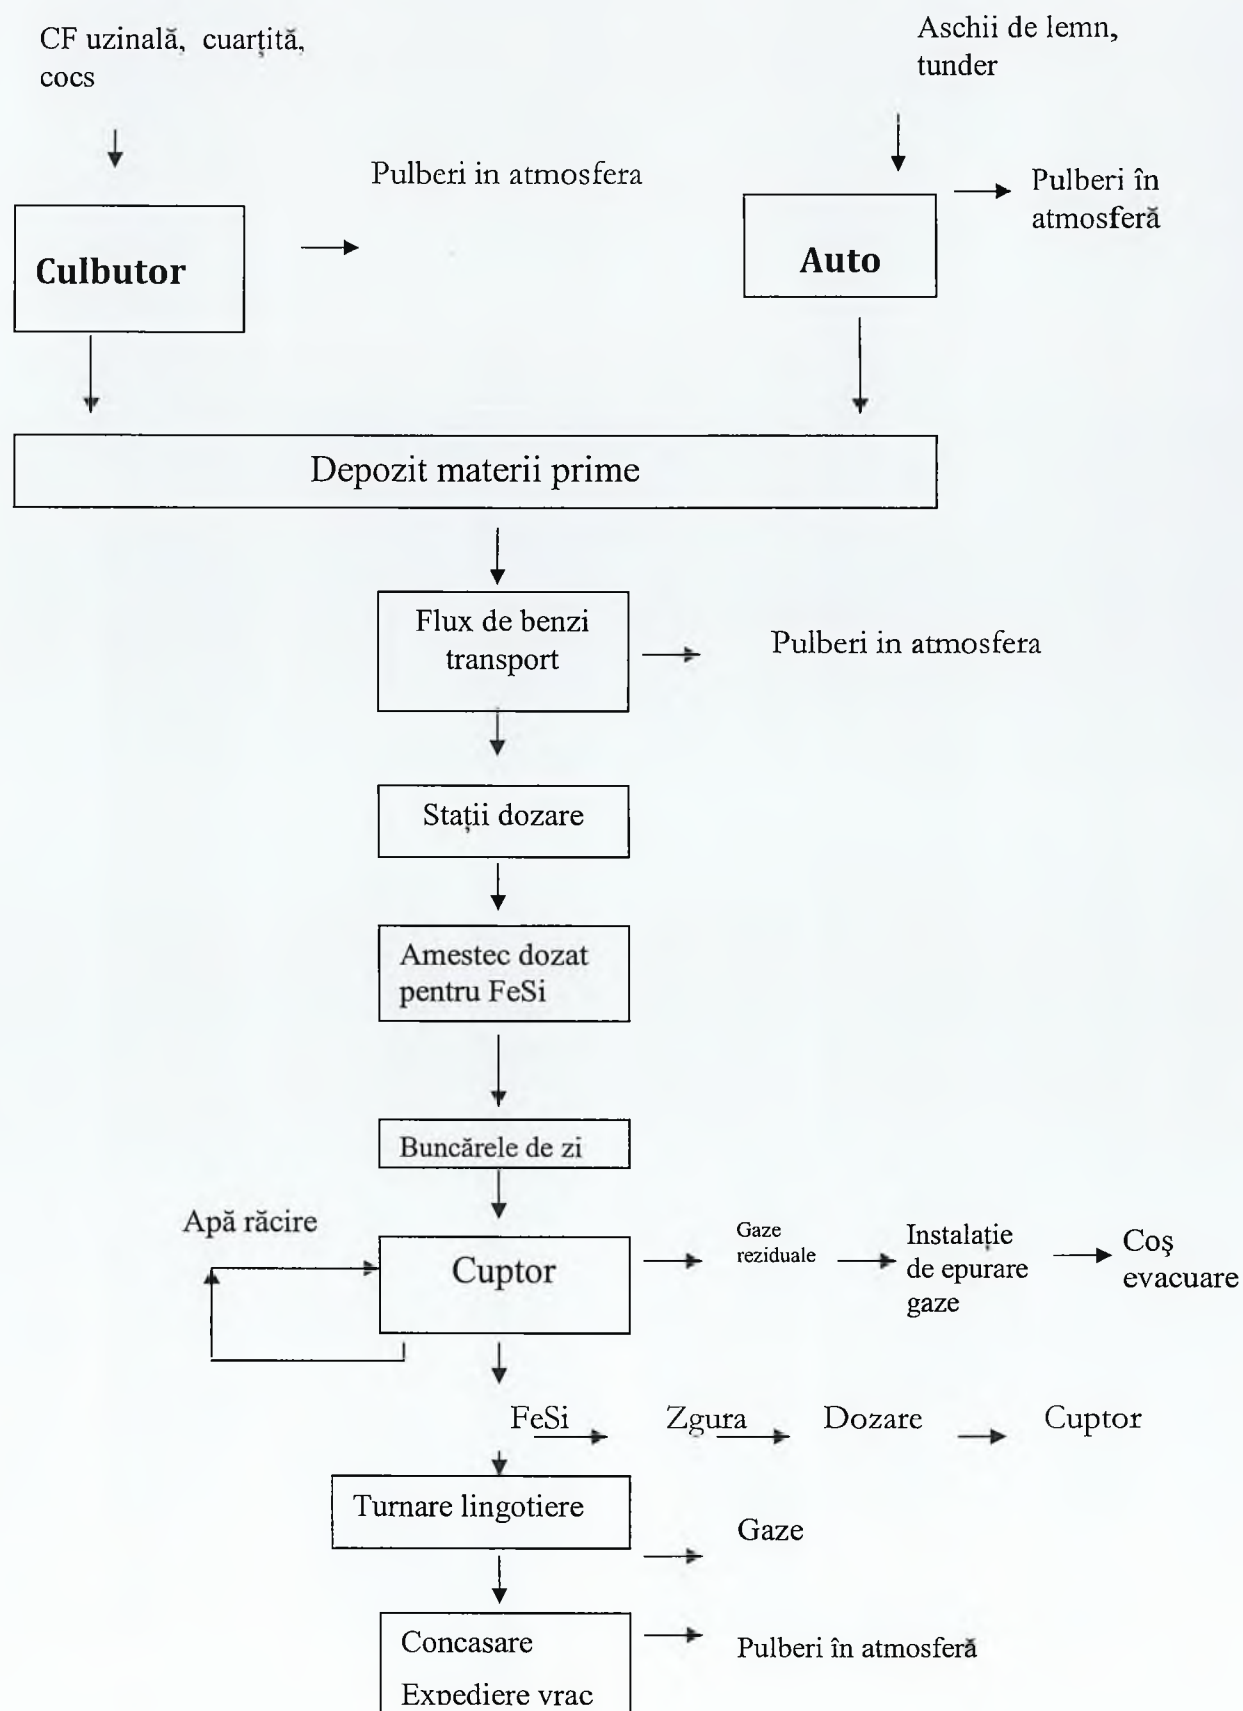 CF uzinală, cuarțită,
cocs
Aschii de lemn,
tunder
Pulberi in atmosfera
Pulberi în
atmosferă
Culbutor
Auto
Depozit materii prime
Flux de benzi
transport
Pulberi in atmosfera
Stații dozare
Amestec dozat
pentru FeSi
Buncărele de zi
Apă răcire
Cuptor
Gaze
reziduale
Instalație
de epurare
gaze
Coş
evacuare
FeSi
Zgura
Dozare
Cuptor
Turnare lingotiere
Gaze
Concasare
Expediere vrac
Pulberi în atmosferă